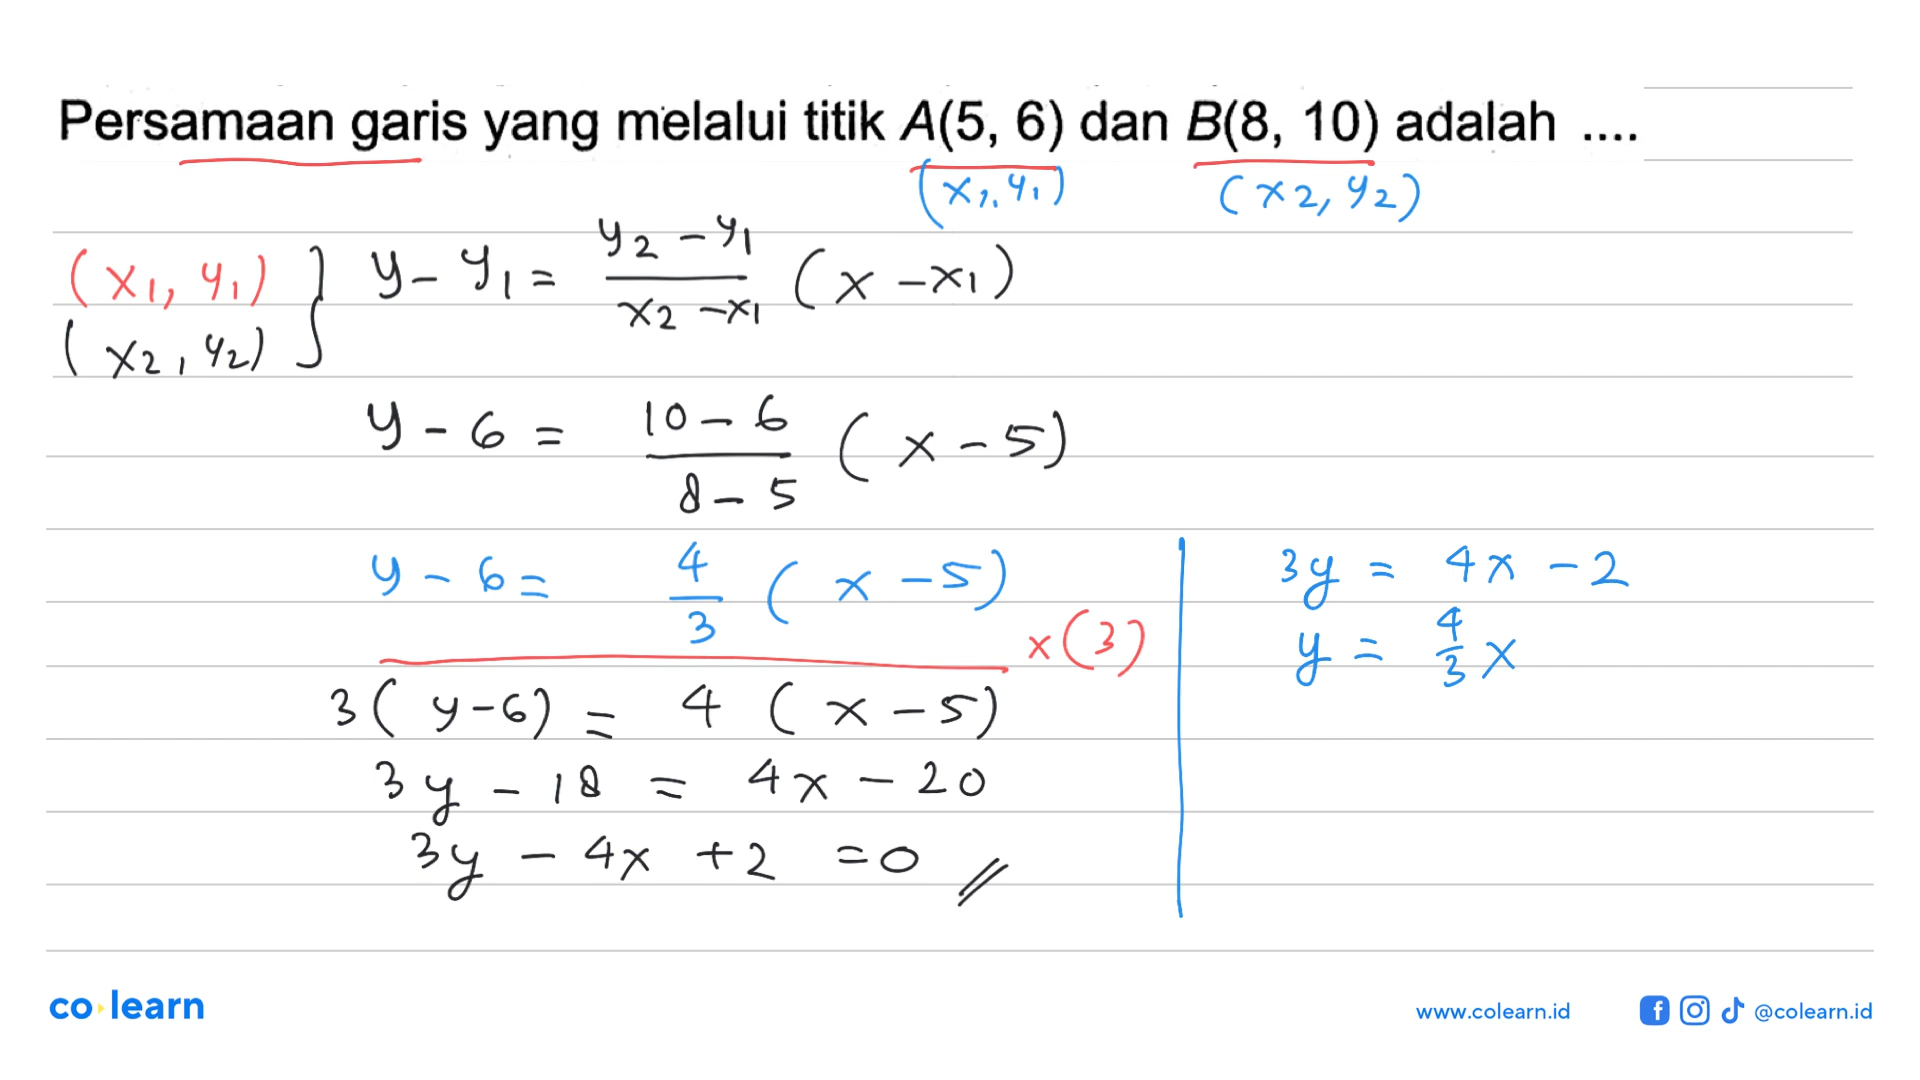 Persamaan garis yang melalui titik A(5, 6) dan B(8, 10) adalah ....
(x1, y1) (x2, y2)
(x1, y1) } y - y1 = (y2 - y1)/(x2 - x1) (x - x1)
(x2, y2)
y - 6 = (10 - 6)/(8 - 5) (x - 5)
y - 6 = 4/3 (x - 5)
x(3)
3(y-6) = 4 (x - 5)
3y - 18 = 4x - 20
3y - 4x + 2 = 0 //
3y = 4x - 2
y = 4/3 x
co learn
www.colearn.id
@colearn.id